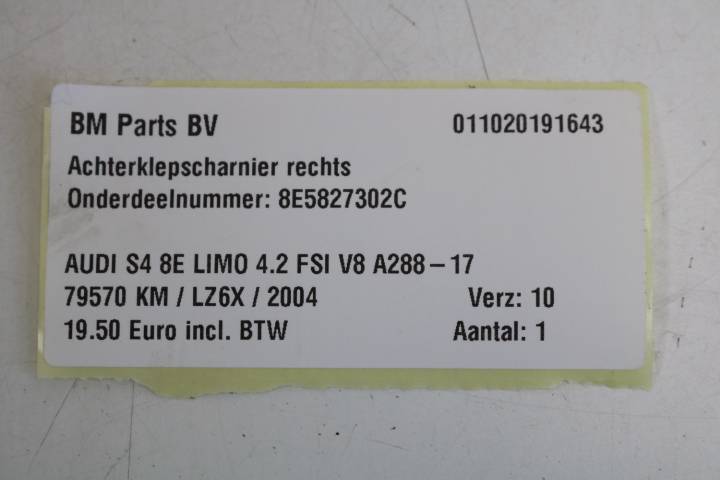 BM Parts BV 011020191643
Achterklepscharnier rechts
Onderdeelnummer: 8E5827302C
AUDI S4 8E LIMO 4.2 FSI V8 A288-17
79570 KM / LZ6X / 2004 Verz: 10
19.50 Euro incl. BTW Aantal: 1